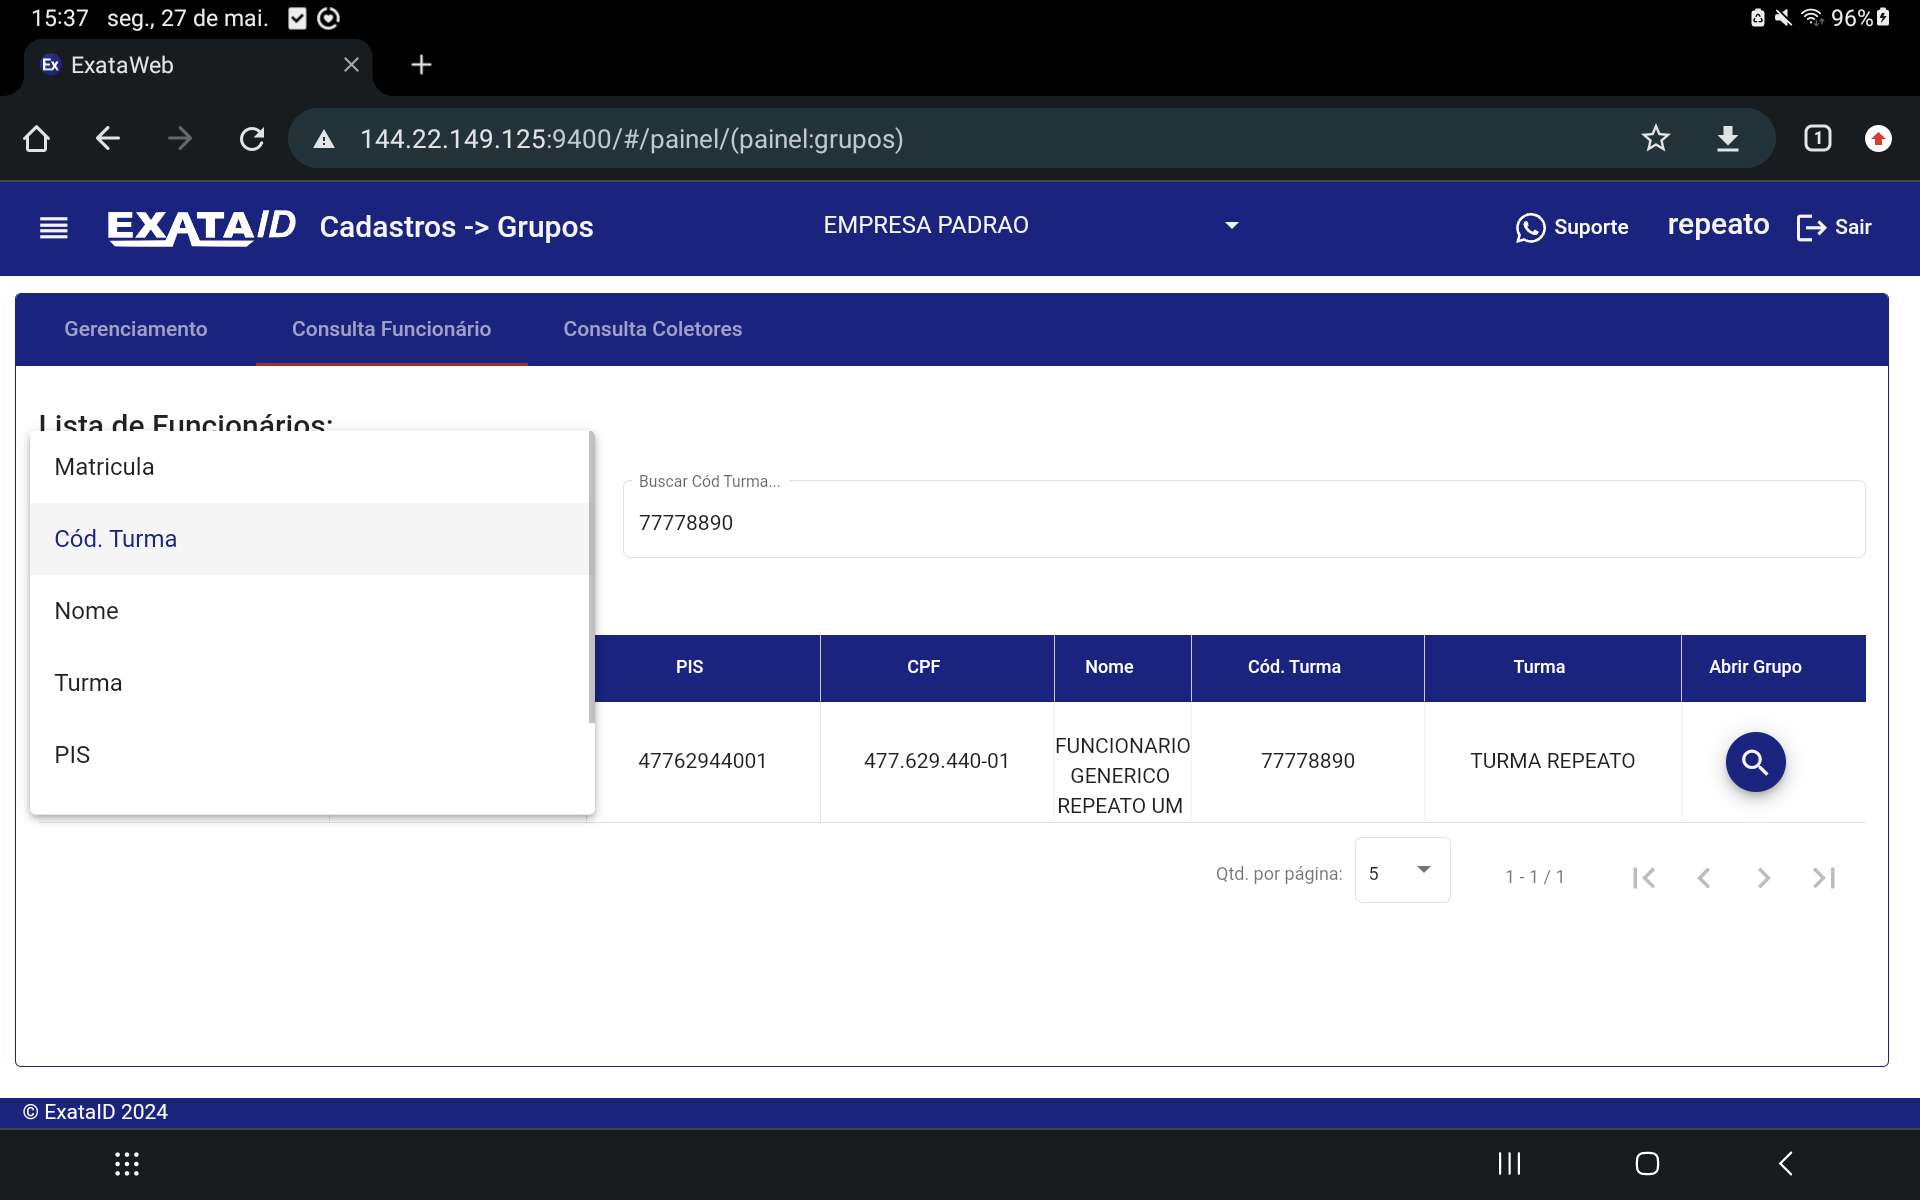 15:37 seg., 27 de mai.
96%
Ex ExataWeb
144.22.149.125:9400/#/painel/(painel:grupos)
1
EXATAID Cadastros -> Grupos
EMPRESA PADRAO
Suporte
repeato
Sair
Gerenciamento
Consulta Funcionário
Consulta Coletores
Lista de Funcionários:
Matricula
Cód. Turma
Nome
Turma
PIS
Buscar Cód Turma...
77778890
PIS CPF Nome Cód. Turma Turma Abrir Grupo
47762944001 477.629.440-01 FUNCIONARIO GENERICO REPEATO UM 77778890 TURMA REPEATO
Qtd. por página: 5 1 - 1 / 1
© ExataID 2024